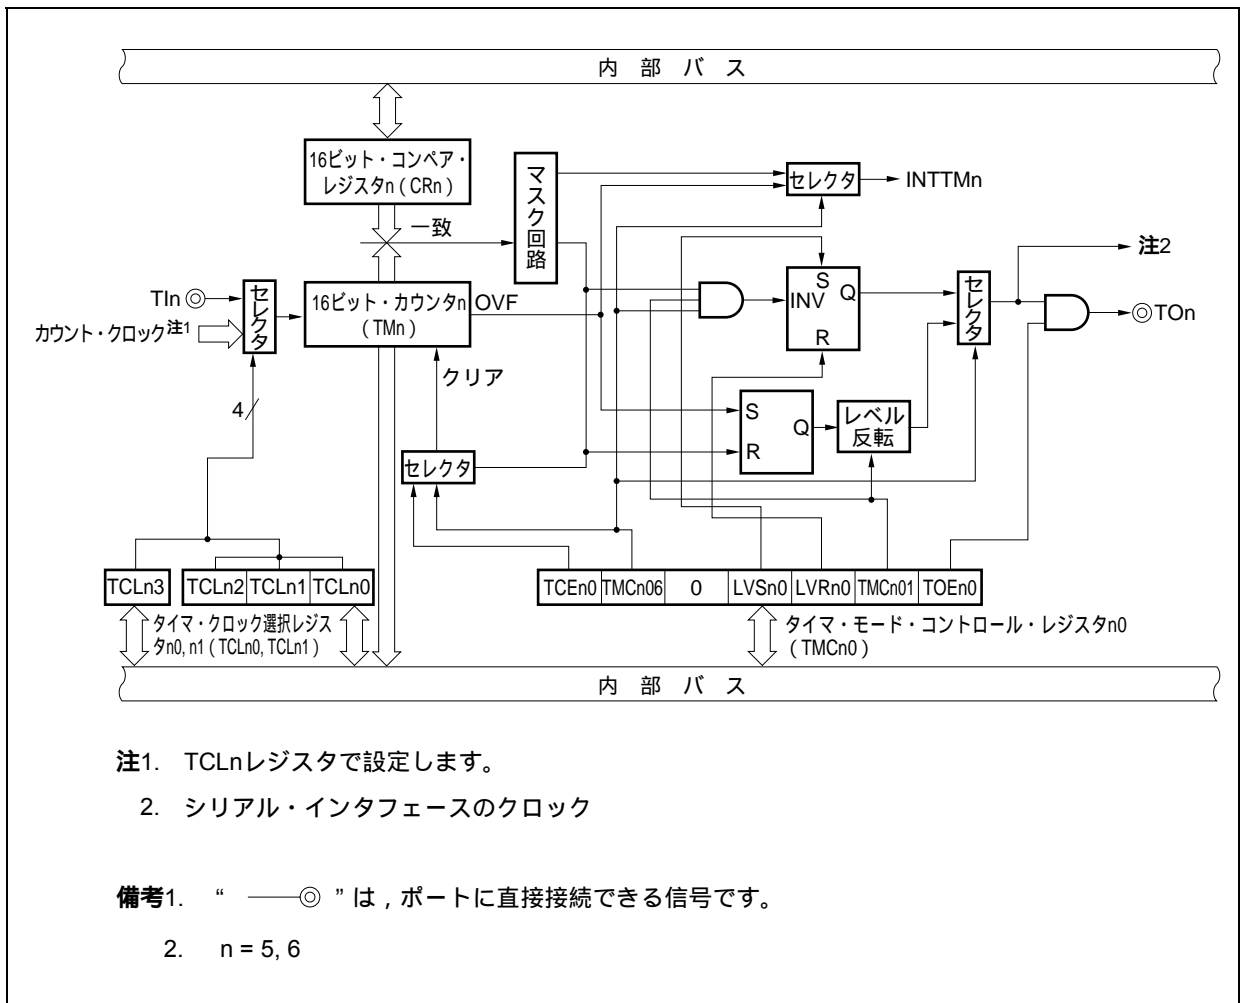 内 部 バ ス
16ビット・コンペア・
レジスタn(CRn)
マスク回路
セレクタ
INTTMn
一致
注2
TIn
セレクタ
16ビット・カウンタn
(TMn)
OVF
カウント・クロック注1
S
INV
Q
R
セレクタ
TOn
クリア
4
S
Q
R
レベル
反転
セレクタ
TCLn3
TCLn2
TCLn1
TCLn0
TCEn0
TMCn06
0
LVSn0
LVRn0
TMCn01
TOEn0
タイマ・クロック選択レジス
タn0, n1(TCLn0, TCLn1)
タイマ・モード・コントロール・レジスタn0
(TMCn0)
内 部 バ ス
注1. TCLnレジスタで設定します。
2. シリアル・インタフェースのクロック
備考1. “ ──◎ ”は,ポートに直接接続できる信号です。
2. n = 5, 6